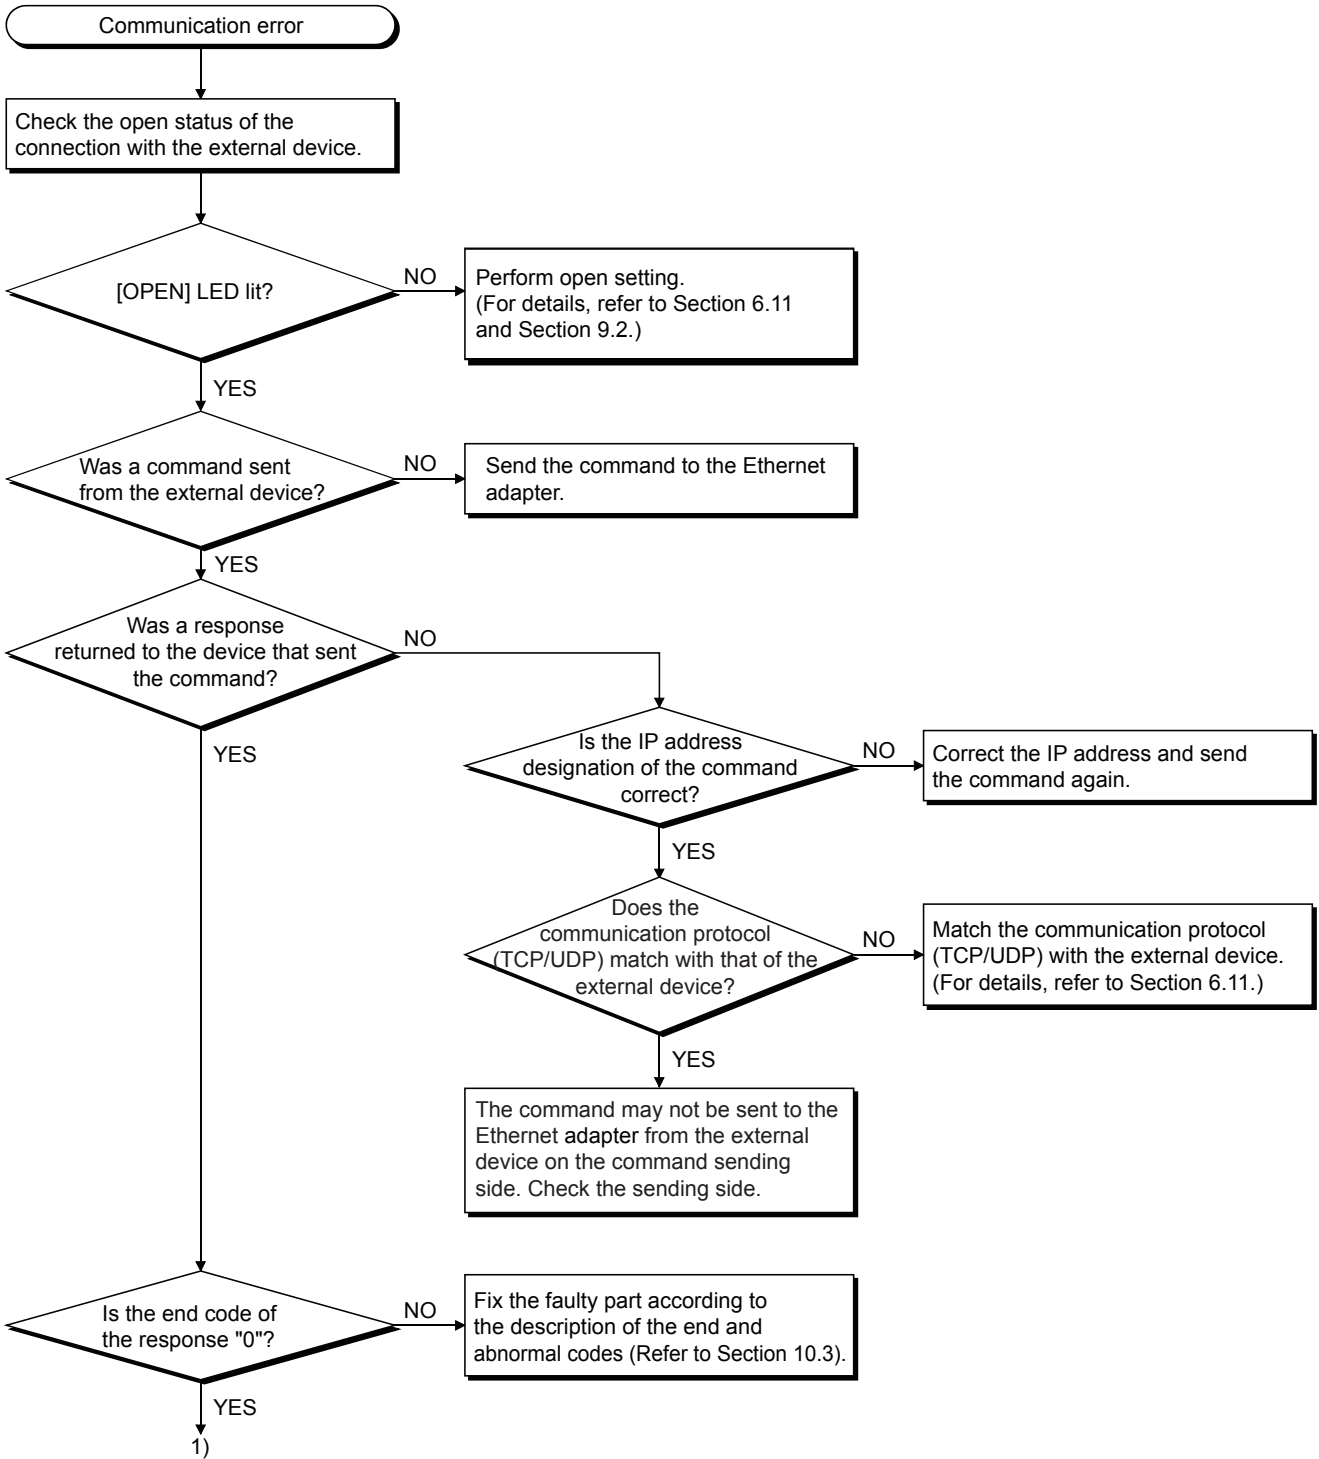 Communication error
Check the open status of the
connection with the external device.
[OPEN] LED lit?
NO
Perform open setting.
(For details, refer to Section 6.11
and Section 9.2.)
YES
Was a command sent
from the external device?
NO
Send the command to the Ethernet
adapter.
YES
Was a response
returned to the device that sent
the command?
NO
YES
Is the IP address
designation of the command
correct?
NO
Correct the IP address and send
the command again.
YES
Does the
communication protocol
(TCP/UDP) match with that of the
external device?
NO
Match the communication protocol
(TCP/UDP) with the external device.
(For details, refer to Section 6.11.)
YES
The command may not be sent to the
Ethernet adapter from the external
device on the command sending
side. Check the sending side.
Is the end code of
the response "0"?
NO
Fix the faulty part according to
the description of the end and
abnormal codes (Refer to Section 10.3).
YES
1)